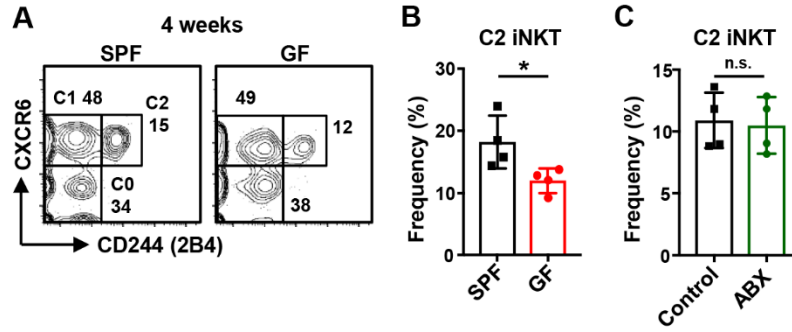 A
4 weeks
SPF
GF
CXCR6
C1 48
C2
15
C0
34
49
12
38
CD244 (2B4)
B
C2 iNKT
*
Frequency (%)
30
20
10
0
SPF
GF
C
C2 iNKT
n.s.
Frequency (%)
15
10
5
0
Control
ABX